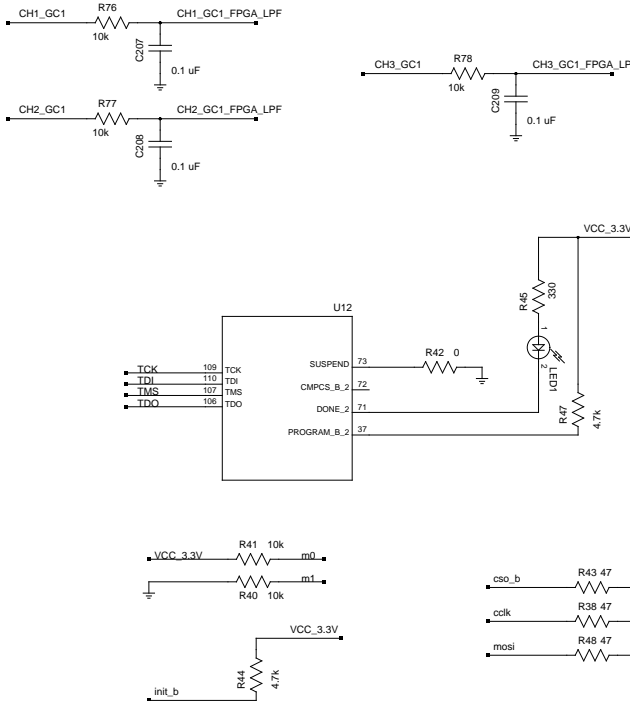 CH1_GC1 R76 CH1_GC1_FPGA_LPF
10k
C207
0.1 uF
CH2_GC1 R77 CH2_GC1_FPGA_LPF
10k
C208
0.1 uF
CH3_GC1 R78 CH3_GC1_FPGA_LP
10k
C209
0.1 uF
VCC_3.3V
R45
330
1
2
LED1
R47
4.7k
U12
TCK 109 TCK
TDI 110 TDI
TMS 107 TMS
TDO 106 TDO
SUSPEND 73 R42 0
CMPCS_B_2 72
DONE_2 71
PROGRAM_B_2 37
R41 10k
VCC_3.3V m0
m1
R40 10k
VCC_3.3V
R44
4.7k
init_b
cso_b R43 47
cclk R38 47
mosi R48 47